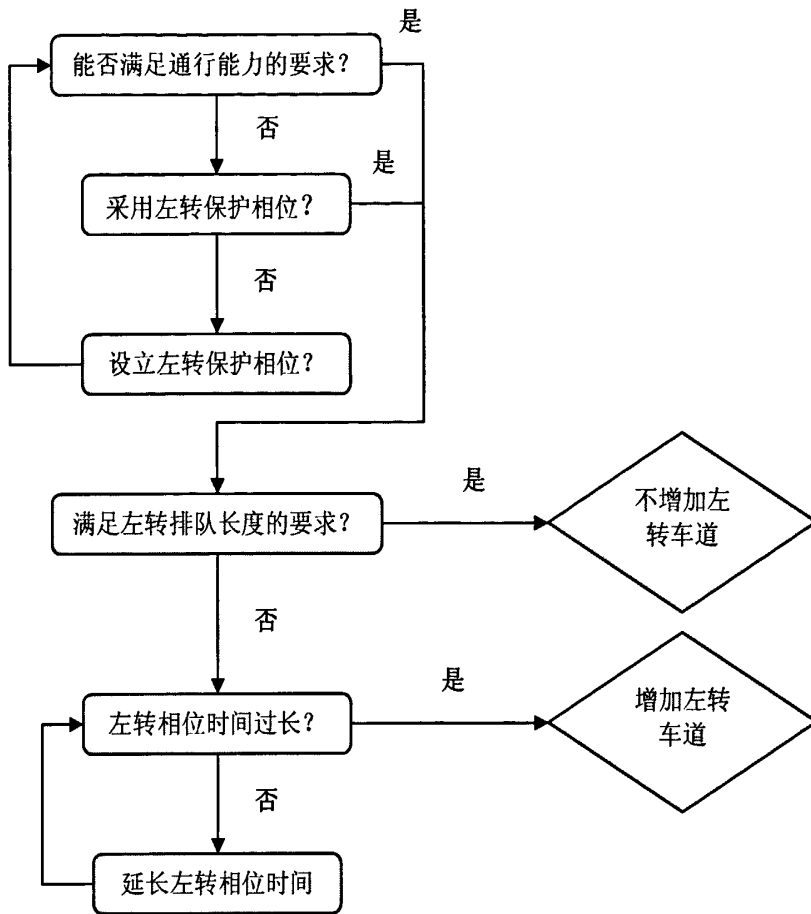 是
能否满足通行能力的要求？
否
是
采用左转保护相位？
否
设立左转保护相位？
是
不增加左
转车道
满足左转排队长度的要求？
否
是
增加左转
车道
左转相位时间过长？
否
延长左转相位时间